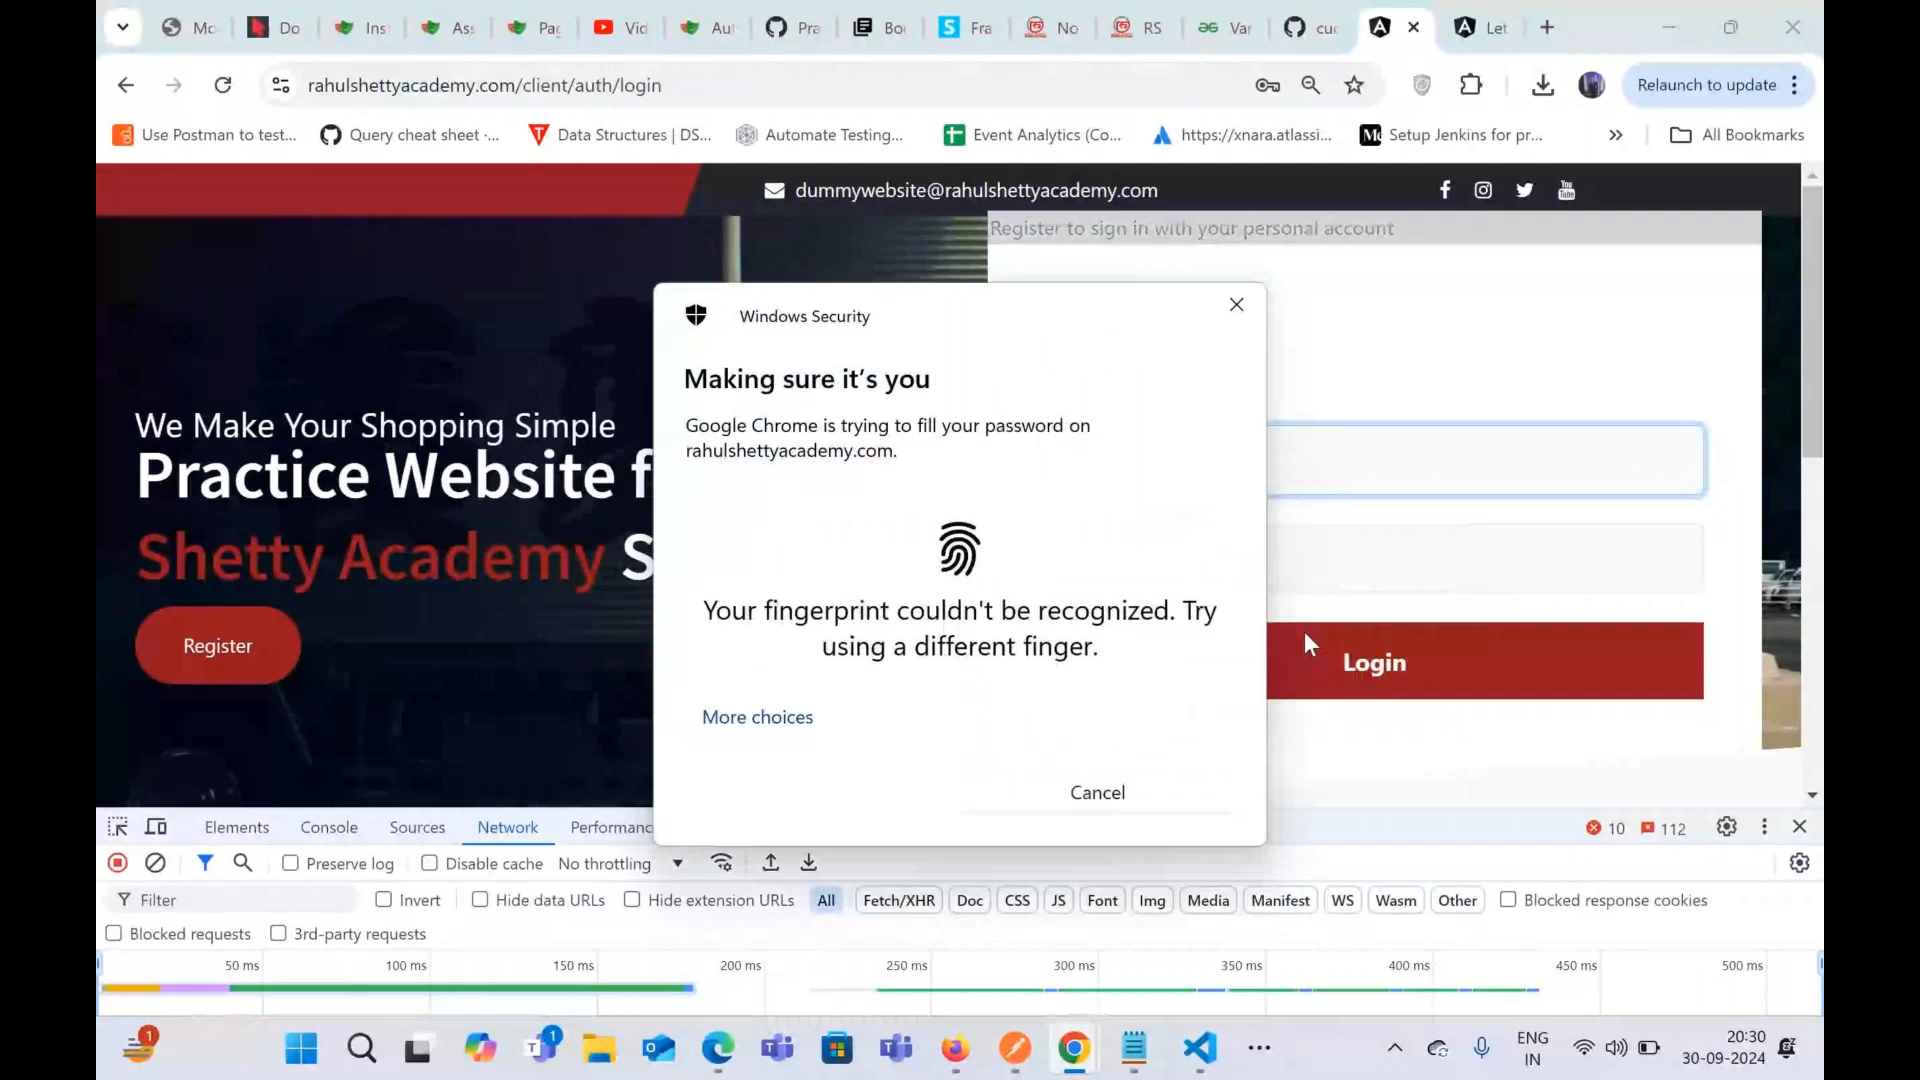 Mc
Do
Ins
Ass
Pag
Vid
Aut
Pra
Bo
Fra
No
RS
Var
cuc
Let
rahulshettyacademy.com/client/auth/login
Relaunch to update
Use Postman to test...
Query cheat sheet ·...
Data Structures | DS...
Automate Testing...
Event Analytics (Co...
https://xnara.atlassi...
Setup Jenkins for pr...
All Bookmarks
dummywebsite@rahulshettyacademy.com
Register to sign in with your personal account
We Make Your Shopping Simple
Practice Website f
Shetty Academy S
Register
Windows Security
Making sure it's you
Google Chrome is trying to fill your password on
rahulshettyacademy.com.
Your fingerprint couldn't be recognized. Try
using a different finger.
More choices
Cancel
Login
Elements
Console
Sources
Network
Performanc
10
112
Preserve log
Disable cache
No throttling
Filter
Invert
Hide data URLs
Hide extension URLs
All
Fetch/XHR
Doc
CSS
JS
Font
Img
Media
Manifest
WS
Wasm
Other
Blocked response cookies
Blocked requests
3rd-party requests
50 ms
100 ms
150 ms
200 ms
250 ms
300 ms
350 ms
400 ms
450 ms
500 ms
1
1
ENG
IN
20:30
30-09-2024